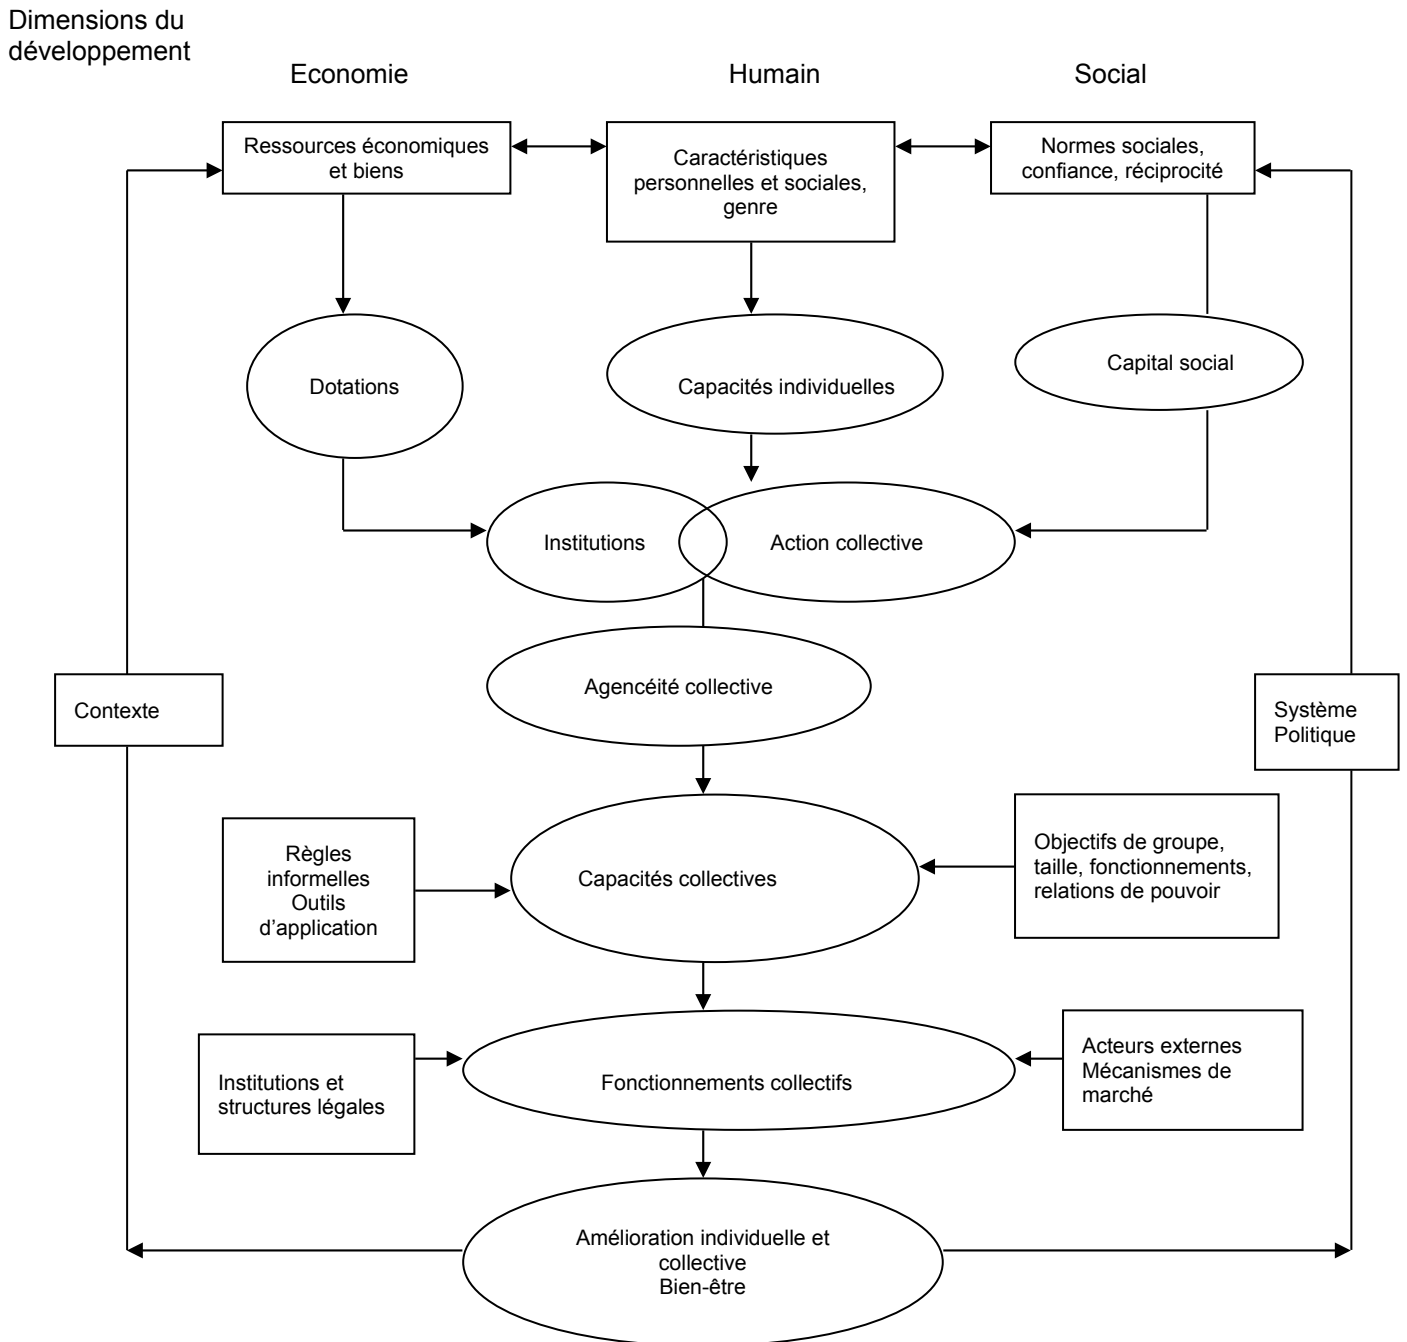 Dimensions du
développement
Economie
Humain
Social
Ressources économiques
et biens
Caractéristiques
personnelles et sociales,
genre
Normes sociales,
confiance, réciprocité
Dotations
Capacités individuelles
Capital social
Institutions
Action collective
Agencéité collective
Contexte
Système
Politique
Règles
informelles
Outils
d’application
Capacités collectives
Objectifs de groupe,
taille, fonctionnements,
relations de pouvoir
Institutions et
structures légales
Fonctionnements collectifs
Acteurs externes
Mécanismes de
marché
Amélioration individuelle et
collective
Bien-être